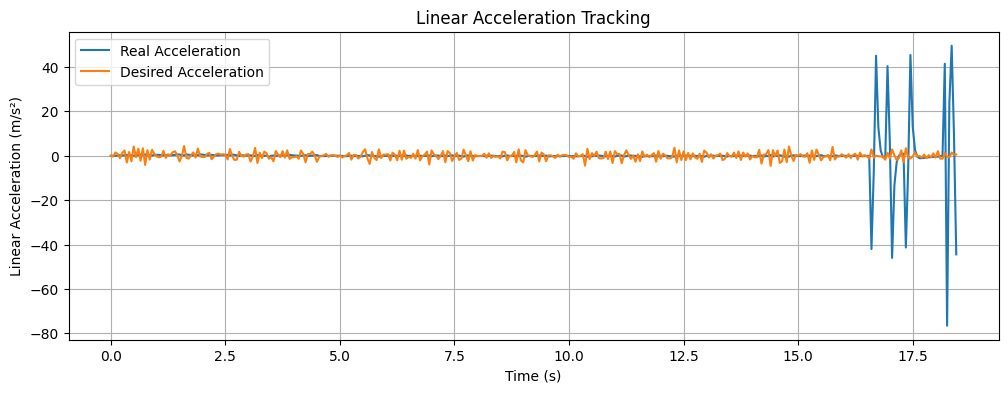 Linear Acceleration Tracking
Real Acceleration
Desired Acceleration
Linear Acceleration (m/s²)
40
20
0
−20
−40
−60
−80
0.0 2.5 5.0 7.5 10.0 12.5 15.0 17.5
Time (s)